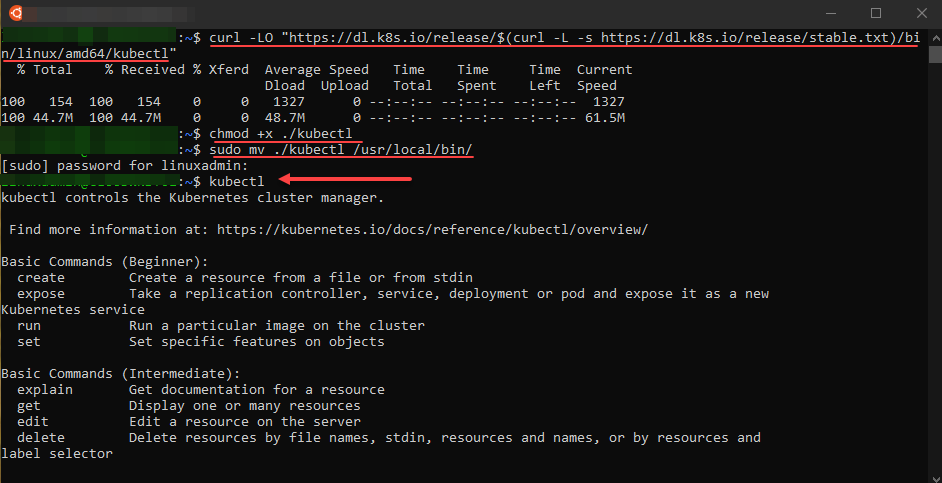 :~$ curl -LO "https://dl.k8s.io/release/$(curl -L -s https://dl.k8s.io/release/stable.txt)/bi
n/linux/amd64/kubectl"
  % Total    % Received % Xferd  Average Speed   Time    Time     Time  Current
                                 Dload  Upload   Total   Spent    Left  Speed
100   154  100   154    0     0   1327      0 --:--:-- --:--:-- --:--:--  1327
100 44.7M  100 44.7M    0     0  48.7M      0 --:--:-- --:--:-- --:--:-- 61.5M
:~$ chmod +x ./kubectl
:~$ sudo mv ./kubectl /usr/local/bin/
[sudo] password for linuxadmin:
:~$ kubectl
kubectl controls the Kubernetes cluster manager.
 Find more information at: https://kubernetes.io/docs/reference/kubectl/overview/
Basic Commands (Beginner):
  create        Create a resource from a file or from stdin
  expose        Take a replication controller, service, deployment or pod and expose it as a new
Kubernetes service
  run           Run a particular image on the cluster
  set           Set specific features on objects
Basic Commands (Intermediate):
  explain       Get documentation for a resource
  get           Display one or many resources
  edit          Edit a resource on the server
  delete        Delete resources by file names, stdin, resources and names, or by resources and
label selector